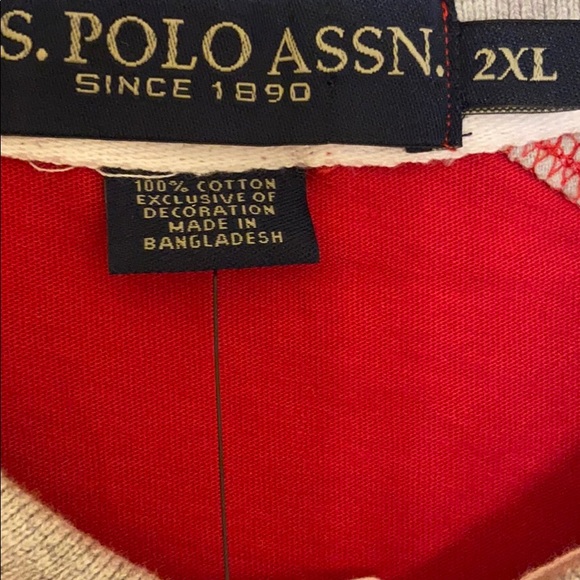 S. POLO ASSN.
SINCE 1890
2XL
100% COTTON
EXCLUSIVE OF
DECORATION
MADE IN
BANGLADESH